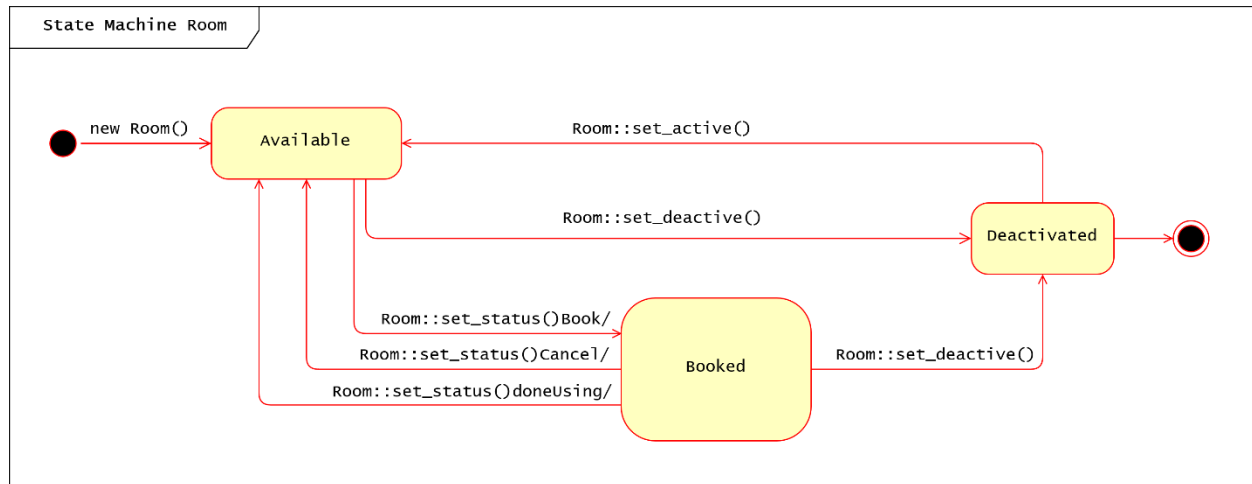 State Machine Room
new Room()
Available
Room::set_active()
Room::set_deactive()
Deactivated
Room::set_status()Book/
Room::set_status()Cancel/
Booked
Room::set_deactive()
Room::set_status()doneUsing/